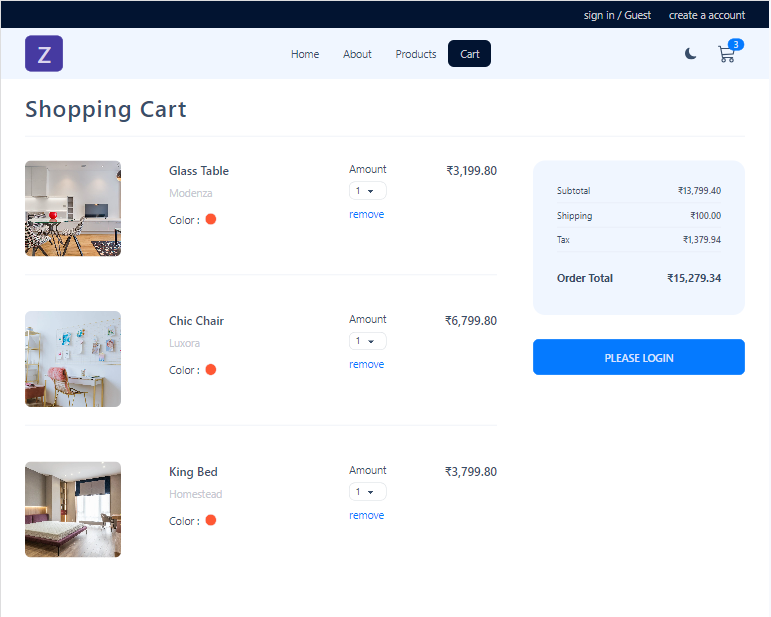 sign in / Guest create a account
Z Home About Products Cart 3
Shopping Cart
Glass Table
Modenza
Color :
Amount
1
remove
₹3,199.80
Chic Chair
Luxora
Color :
Amount
1
remove
₹6,799.80
King Bed
Homestead
Color :
Amount
1
remove
₹3,799.80
Subtotal ₹13,799.40
Shipping ₹100.00
Tax ₹1,379.94
Order Total ₹15,279.34
PLEASE LOGIN